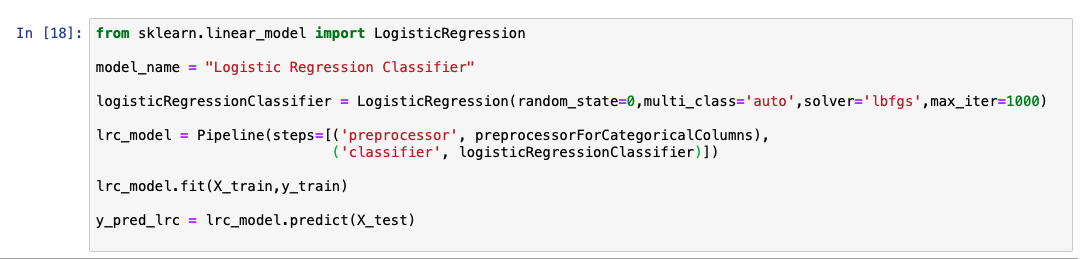 In [18]: from sklearn.linear_model import LogisticRegression
model_name = "Logistic Regression Classifier"
logisticRegressionClassifier = LogisticRegression(random_state=0,multi_class='auto',solver='lbfgs',max_iter=1000)
lrc_model = Pipeline(steps=[('preprocessor', preprocessorForCategoricalColumns),
('classifier', logisticRegressionClassifier)])
lrc_model.fit(X_train,y_train)
y_pred_lrc = lrc_model.predict(X_test)